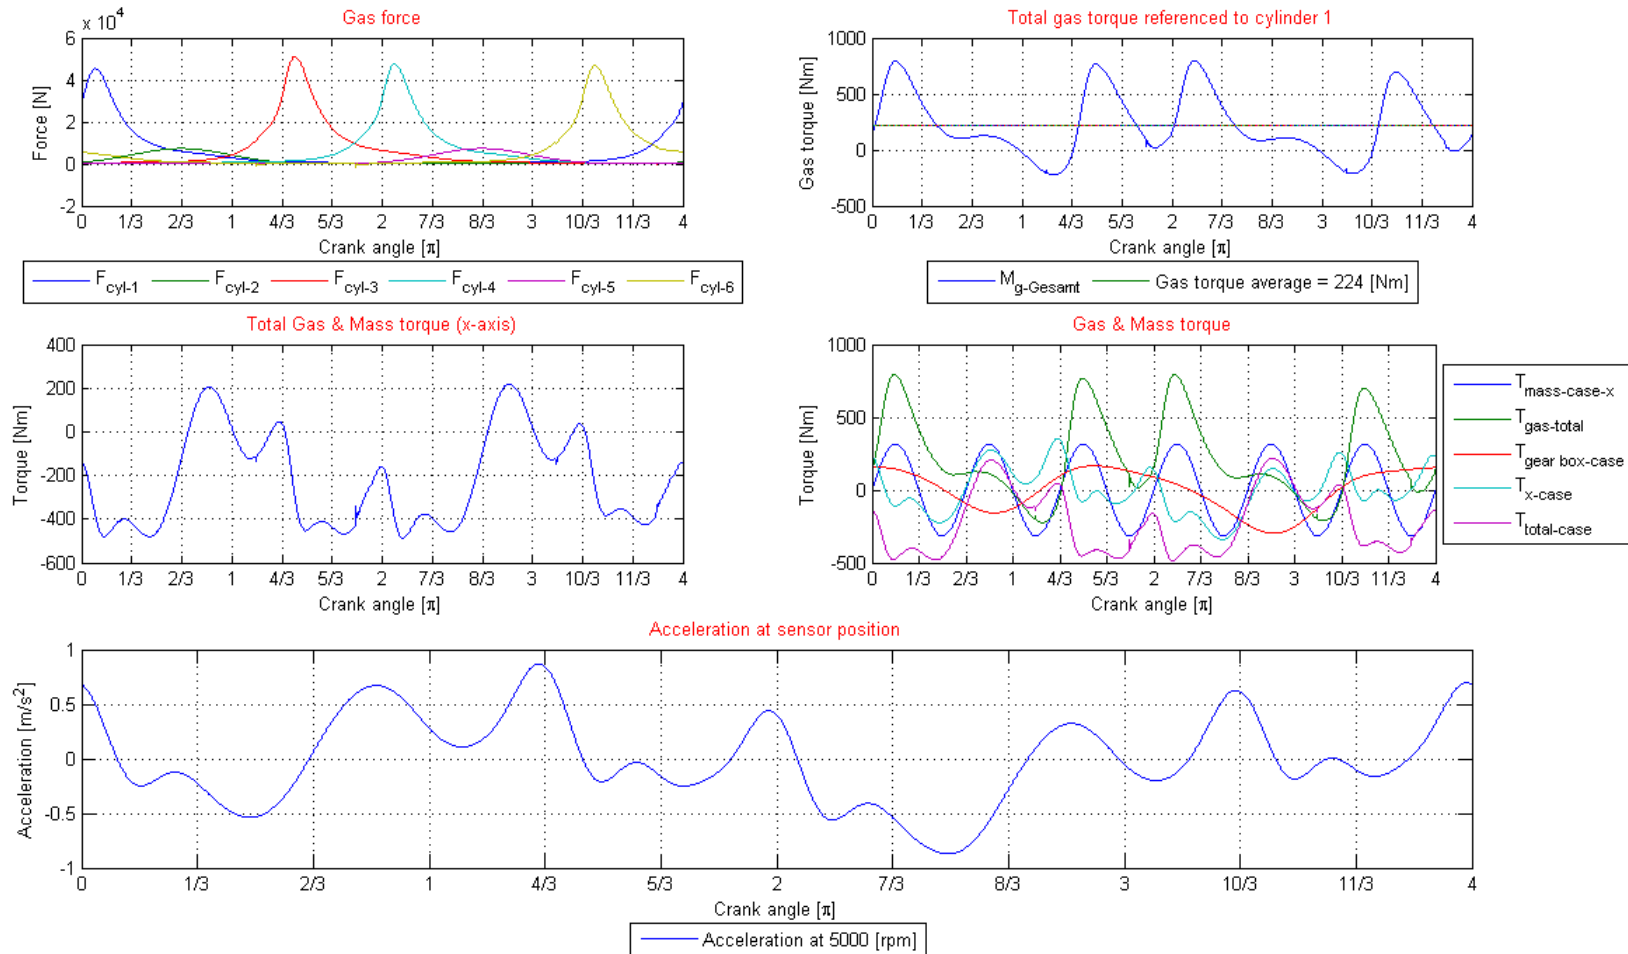 Gas force
x 10^4
6
4
2
0
-2
Force [N]
0 1/3 2/3 1 4/3 5/3 2 7/3 8/3 3 10/3 11/3 4
Crank angle [π]
F_cyl-1 F_cyl-2 F_cyl-3 F_cyl-4 F_cyl-5 F_cyl-6
Total gas torque referenced to cylinder 1
1000
500
0
-500
Gas torque [Nm]
0 1/3 2/3 1 4/3 5/3 2 7/3 8/3 3 10/3 11/3 4
Crank angle [π]
M_g-Gesamt Gas torque average = 224 [Nm]
Total Gas & Mass torque (x-axis)
400
200
0
-200
-400
-600
Torque [Nm]
0 1/3 2/3 1 4/3 5/3 2 7/3 8/3 3 10/3 11/3 4
Crank angle [π]
Gas & Mass torque
1000
500
0
-500
Torque [Nm]
0 1/3 2/3 1 4/3 5/3 2 7/3 8/3 3 10/3 11/3 4
Crank angle [π]
T_mass-case-x
T_gas-total
T_gear box-case
T_x-case
T_total-case
Acceleration at sensor position
1
0.5
0
-0.5
-1
Acceleration [m/s²]
0 1/3 2/3 1 4/3 5/3 2 7/3 8/3 3 10/3 11/3 4
Crank angle [π]
Acceleration at 5000 [rpm]